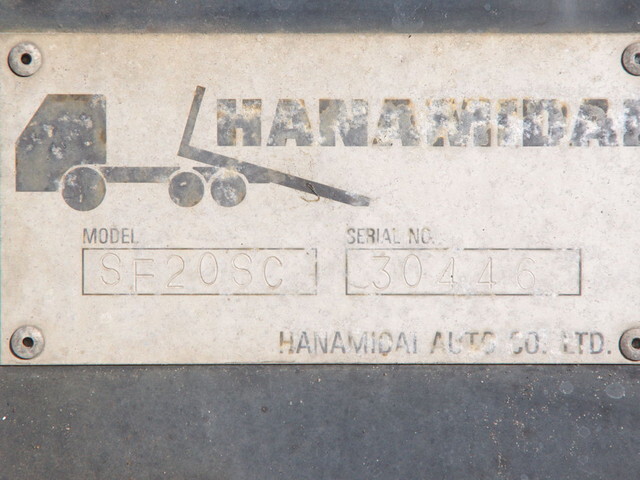 HANAMIDAI
MODEL SERIAL NO.
SF20SC 30446
HANAMIDAI AUTO CO. LTD.